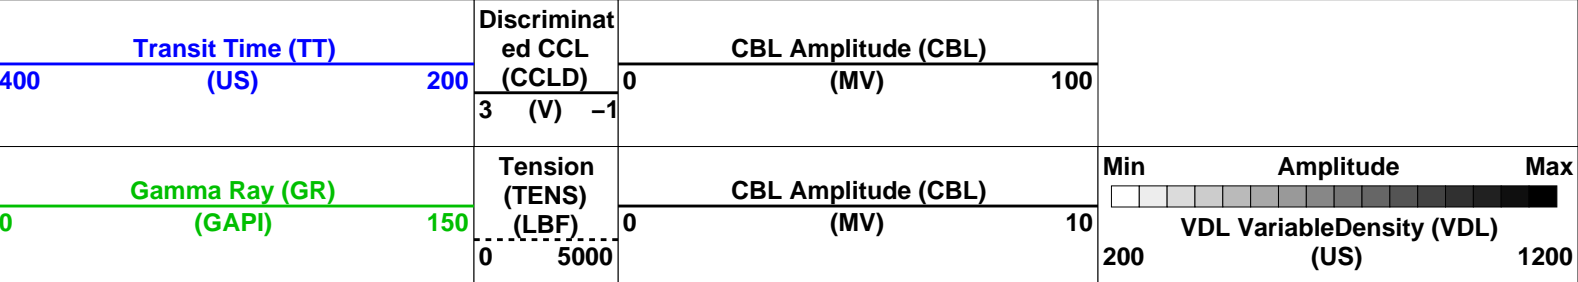 Transit Time (TT)
400 (US) 200
Discriminat
ed CCL
(CCLD)
3 (V) −1
CBL Amplitude (CBL)
0 (MV) 100
Gamma Ray (GR)
0 (GAPI) 150
Tension
(TENS)
(LBF)
0 5000
CBL Amplitude (CBL)
0 (MV) 10
Min Amplitude Max
VDL VariableDensity (VDL)
200 (US) 1200